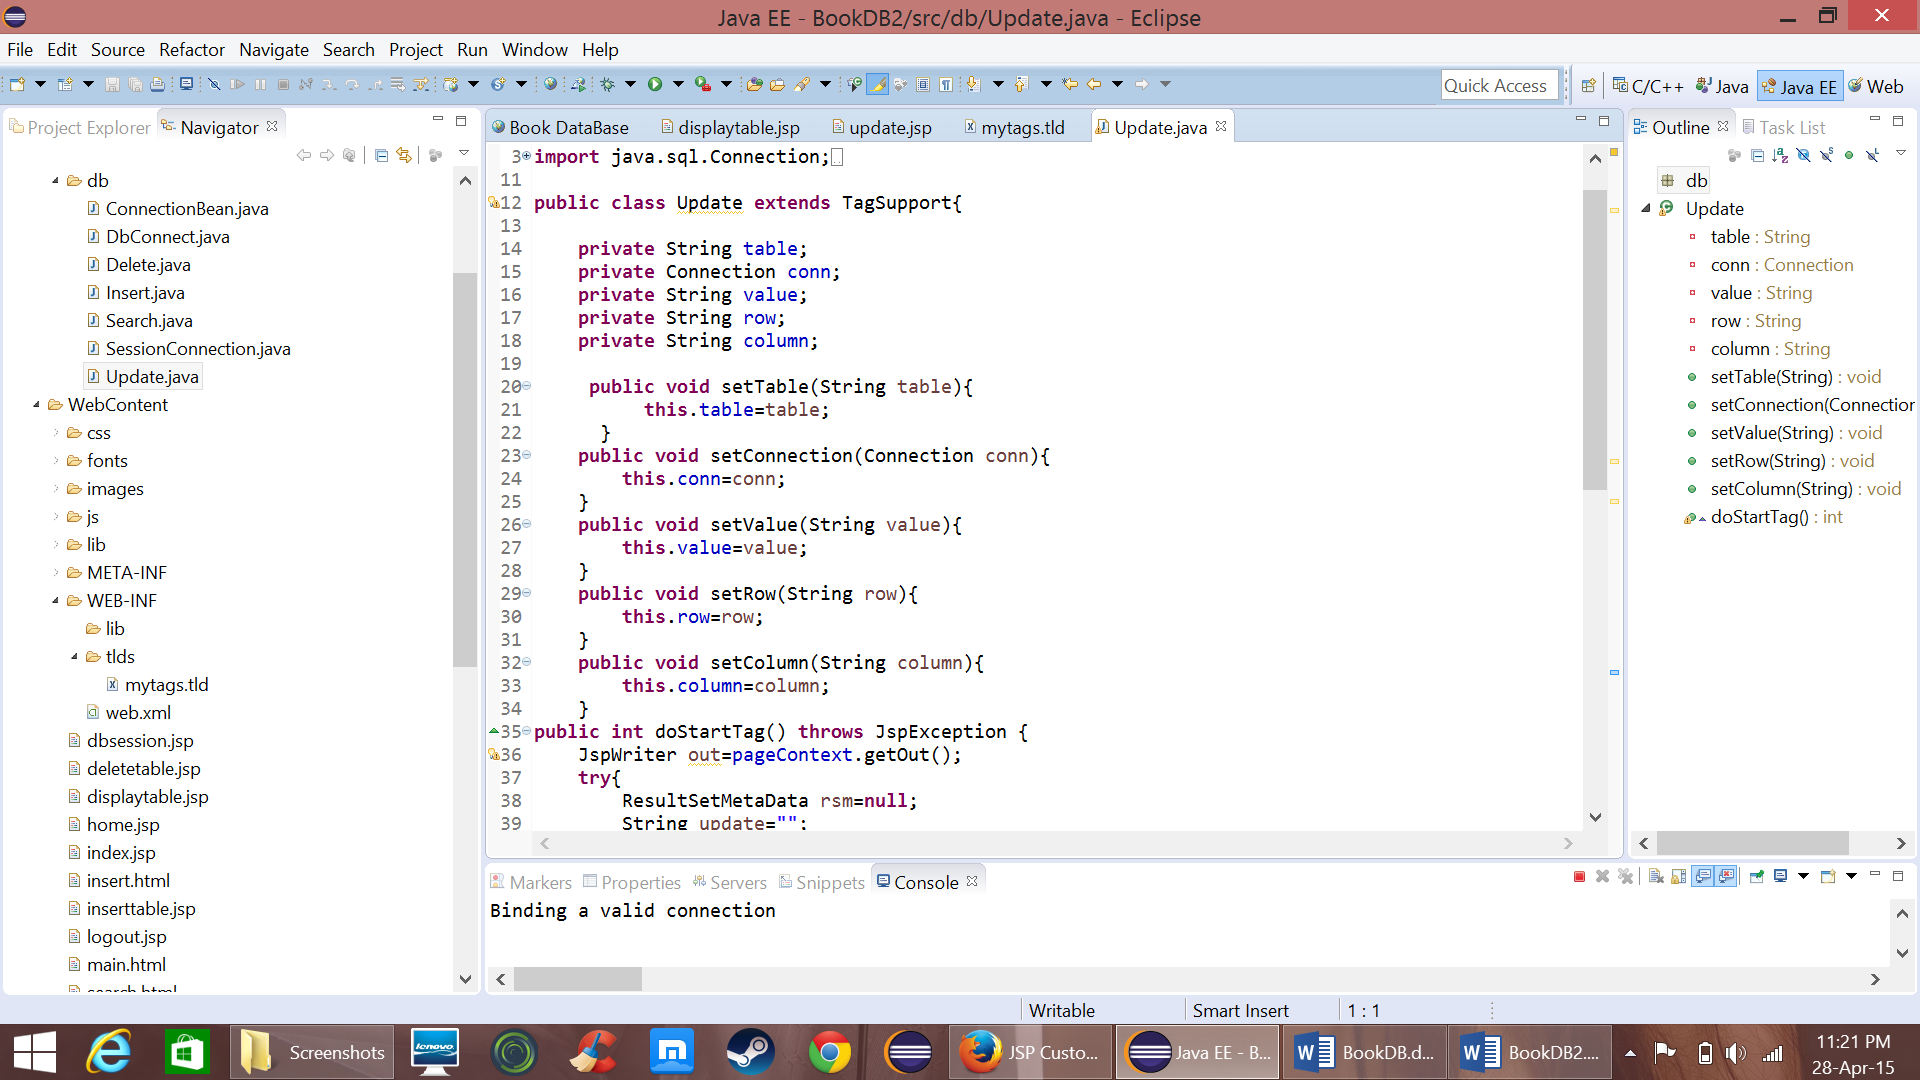 Java EE - BookDB2/src/db/Update.java - Eclipse
File Edit Source Refactor Navigate Search Project Run Window Help
Quick Access C/C++ Java Java EE Web
Project Explorer Navigator
db
ConnectionBean.java
DbConnect.java
Delete.java
Insert.java
Search.java
SessionConnection.java
Update.java
WebContent
css
fonts
images
js
lib
META-INF
WEB-INF
lib
tlds
mytags.tld
web.xml
dbsession.jsp
deletetable.jsp
displaytable.jsp
home.jsp
index.jsp
insert.html
inserttable.jsp
logout.jsp
main.html
search.html
Book DataBase displaytable.jsp update.jsp mytags.tld Update.java
3 import java.sql.Connection;
11
12 public class Update extends TagSupport{
13
14 private String table;
15 private Connection conn;
16 private String value;
17 private String row;
18 private String column;
19
20 public void setTable(String table){
21 this.table=table;
22 }
23 public void setConnection(Connection conn){
24 this.conn=conn;
25 }
26 public void setValue(String value){
27 this.value=value;
28 }
29 public void setRow(String row){
30 this.row=row;
31 }
32 public void setColumn(String column){
33 this.column=column;
34 }
35 public int doStartTag() throws JspException {
36 JspWriter out=pageContext.getOut();
37 try{
38 ResultSetMetaData rsm=null;
39 String update="";
Outline Task List
db
Update
table : String
conn : Connection
value : String
row : String
column : String
setTable(String) : void
setConnection(Connection
setValue(String) : void
setRow(String) : void
setColumn(String) : void
doStartTag() : int
Markers Properties Servers Snippets Console
Binding a valid connection
Writable Smart Insert 1 : 1
Screenshots lenovo JSP Custo... Java EE - B... BookDB.d... BookDB2....
11:21 PM
28-Apr-15